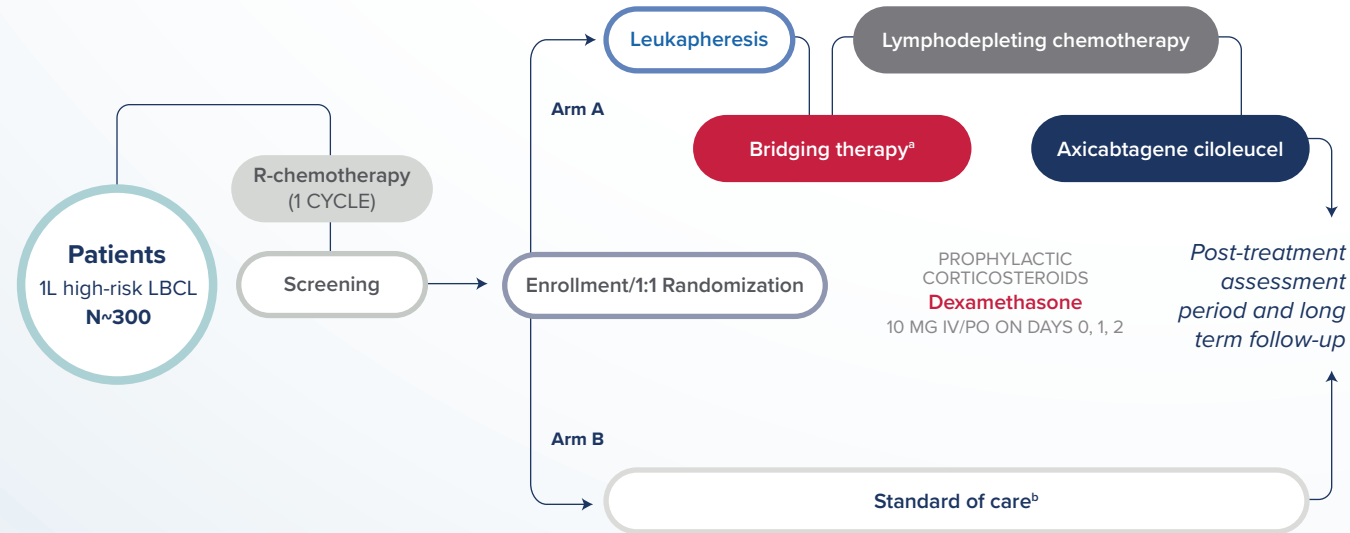 Patients
1L high-risk LBCL
N~300
R-chemotherapy
(1 CYCLE)
Screening
Enrollment/1:1 Randomization
Arm A
Leukapheresis
Bridging therapyᵃ
Lymphodepleting chemotherapy
Axicabtagene ciloleucel
PROPHYLACTIC
CORTICOSTEROIDS
Dexamethasone
10 MG IV/PO ON DAYS 0, 1, 2
Arm B
Standard of careᵇ
Post-treatment
assessment
period and long
term follow-up